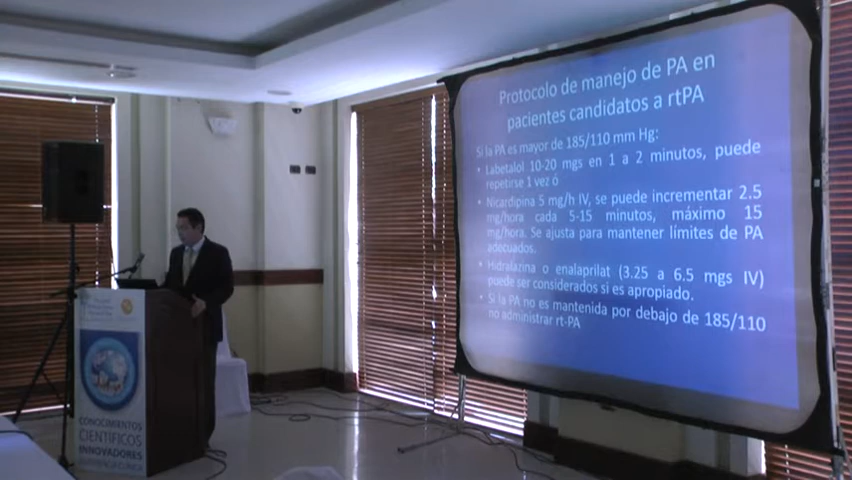 Protocolo de manejo de PA en
pacientes candidatos a rtPA
Si la PA es mayor de 185/110 mm Hg:
• Labetalol 10-20 mgs en 1 a 2 minutos, puede
repetirse 1 vez ó
• Nicardipina 5 mg/h IV, se puede incrementar 2.5
mg/hora cada 5-15 minutos, máximo 15
mg/hora. Se ajusta para mantener límites de PA
adecuados.
• Hidralazina o enalaprilat (3.25 a 6.5 mgs IV)
puede ser considerados si es apropiado.
• Si la PA no es mantenida por debajo de 185/110
no administrar rt-PA
CONOCIMIENTOS
CIENTÍFICOS
INNOVADORES